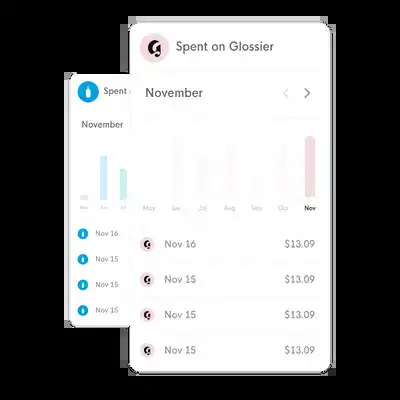 Spent on Glossier
November
May Jun Jul Aug Sep Oct Nov
Nov 16 $13.09
Nov 15 $13.09
Nov 15 $13.09
Nov 15 $13.09
Spent
November
Nov 16
Nov 15
Nov 15
Nov 15